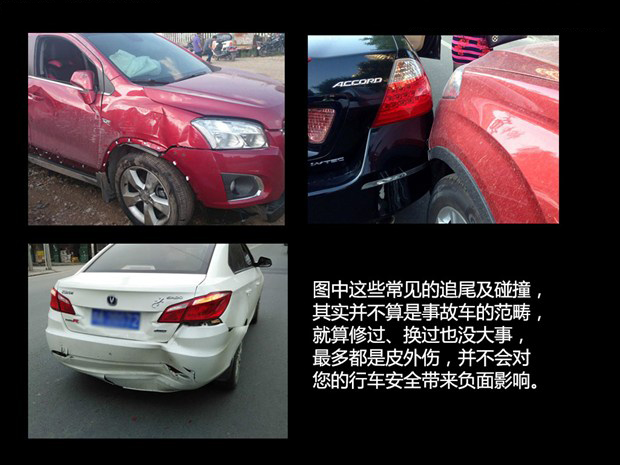 ACCORD
i-VTEC
图中这些常见的追尾及碰撞，
其实并不算是事故车的范畴，
就算修过、换过也没大事，
最多都是皮外伤，并不会对
您的行车安全带来负面影响。